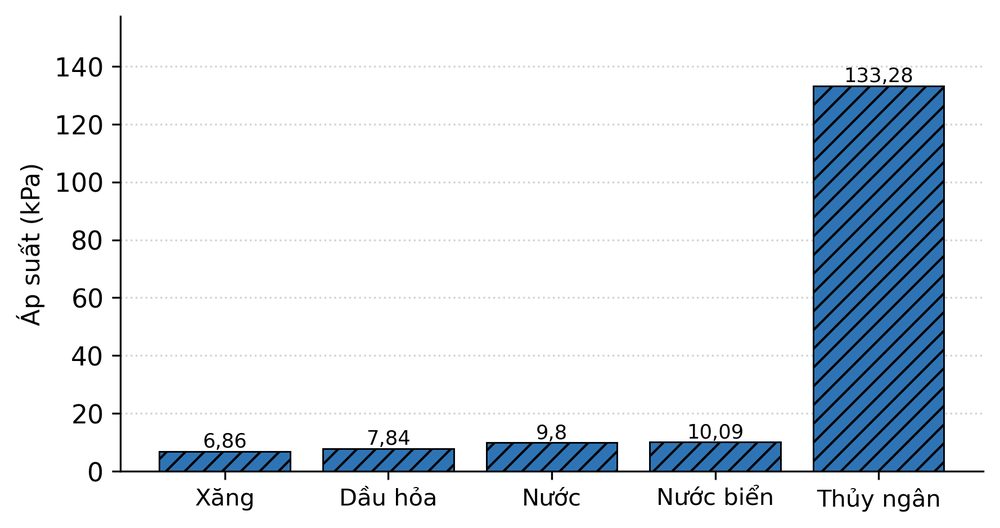 Áp suất (kPa)
140
120
100
80
60
40
20
0
6,86
7,84
9,8
10,09
133,28
Xăng
Dầu hỏa
Nước
Nước biển
Thủy ngân